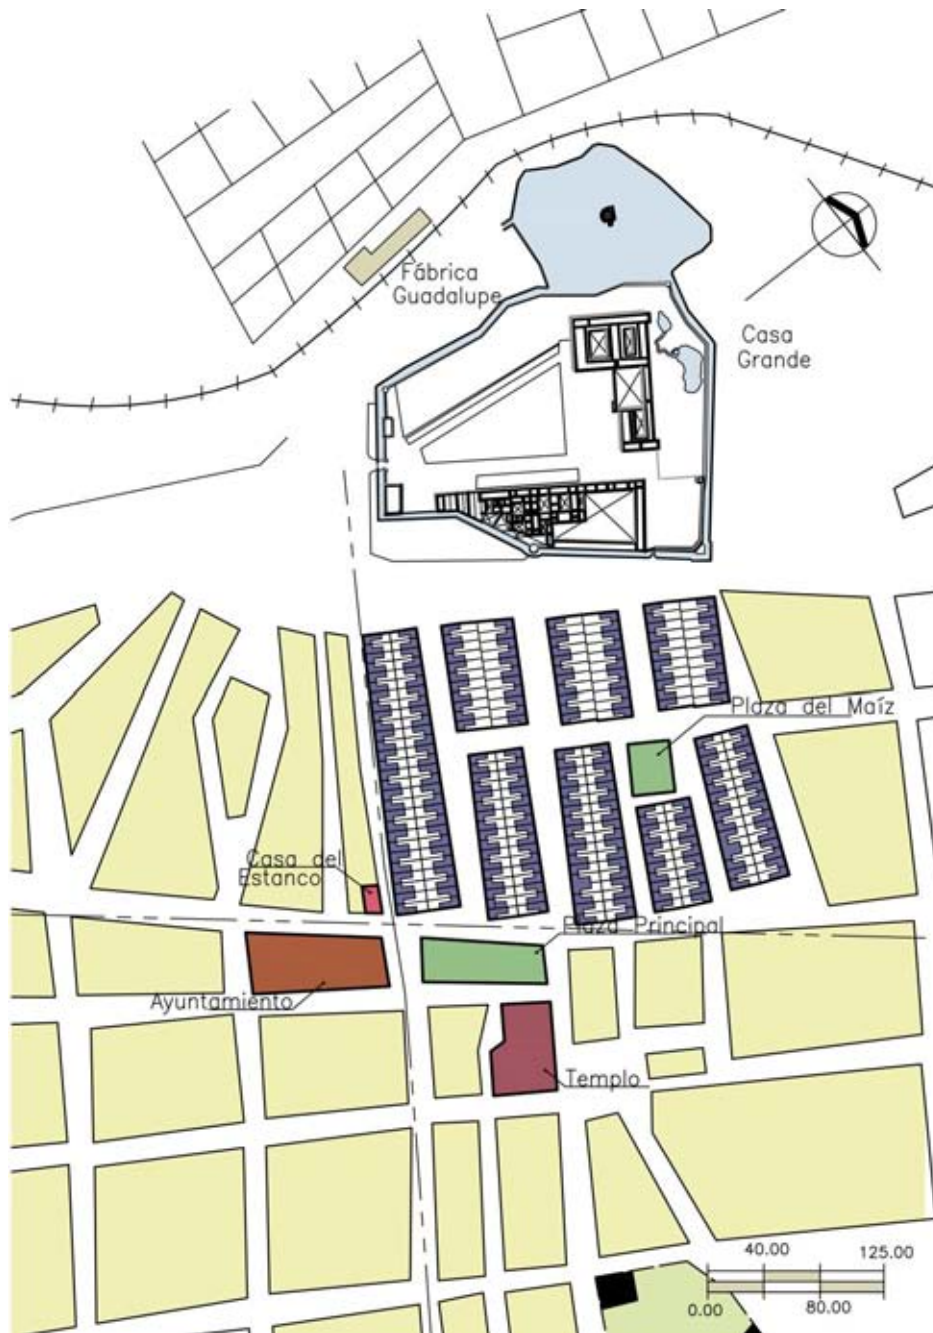 Fábrica
Guadalupe
Casa
Grande
Plaza del Maíz
Casa del
Estanco
Plaza Principal
Ayuntamiento
Templo
40.00
125.00
0.00
80.00